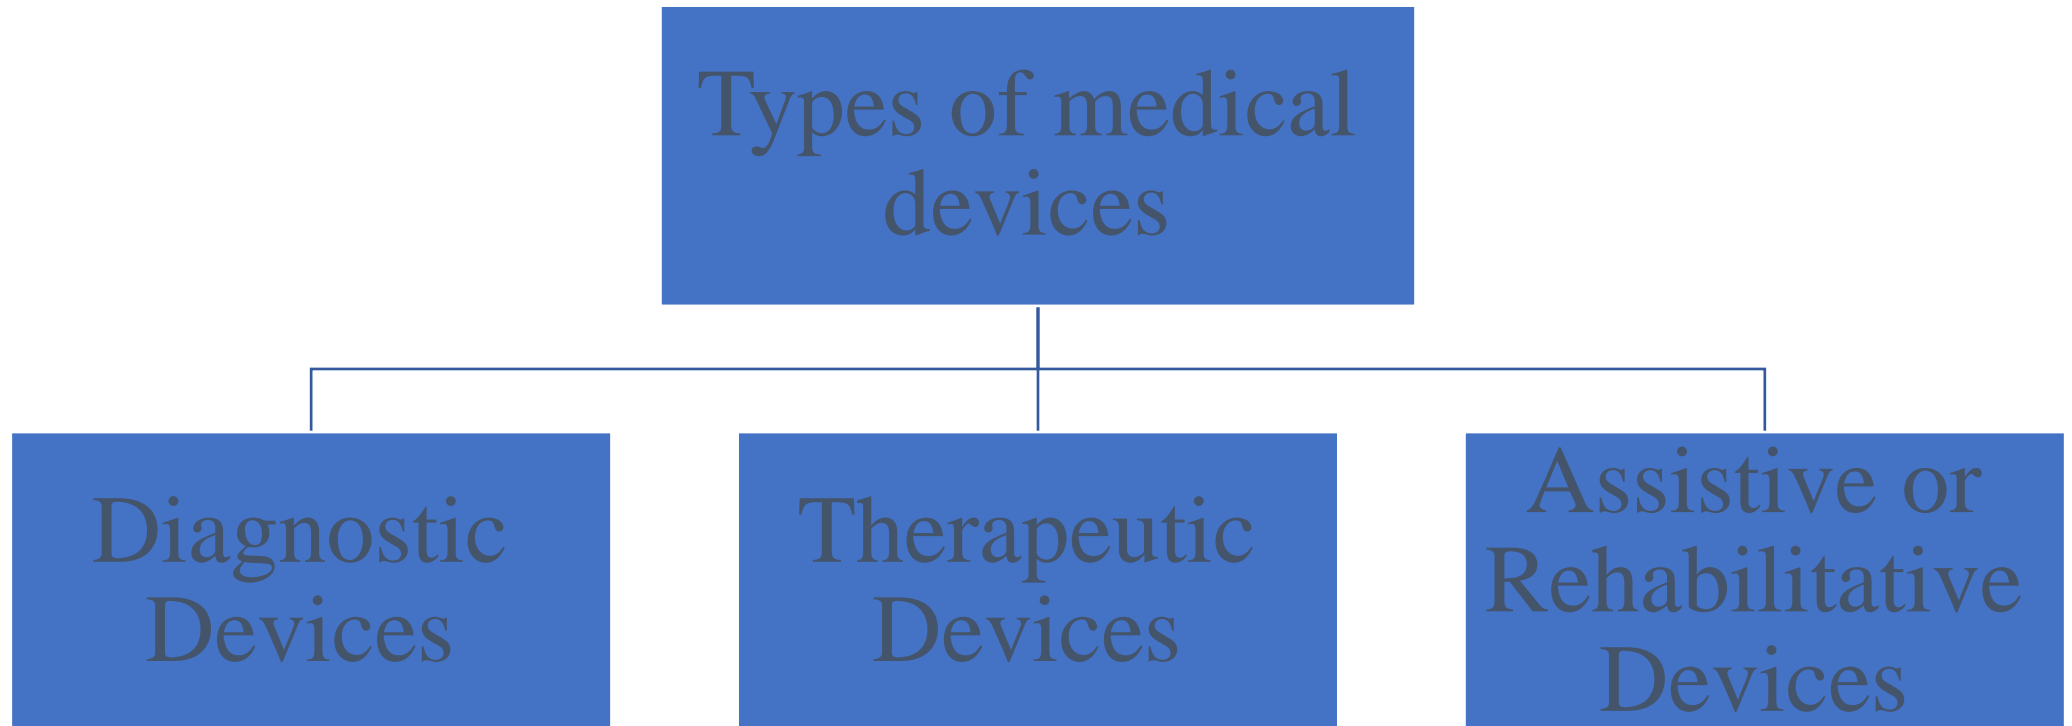 Types of medical
devices
Diagnostic
Devices
Therapeutic
Devices
Assistive or
Rehabilitative
Devices